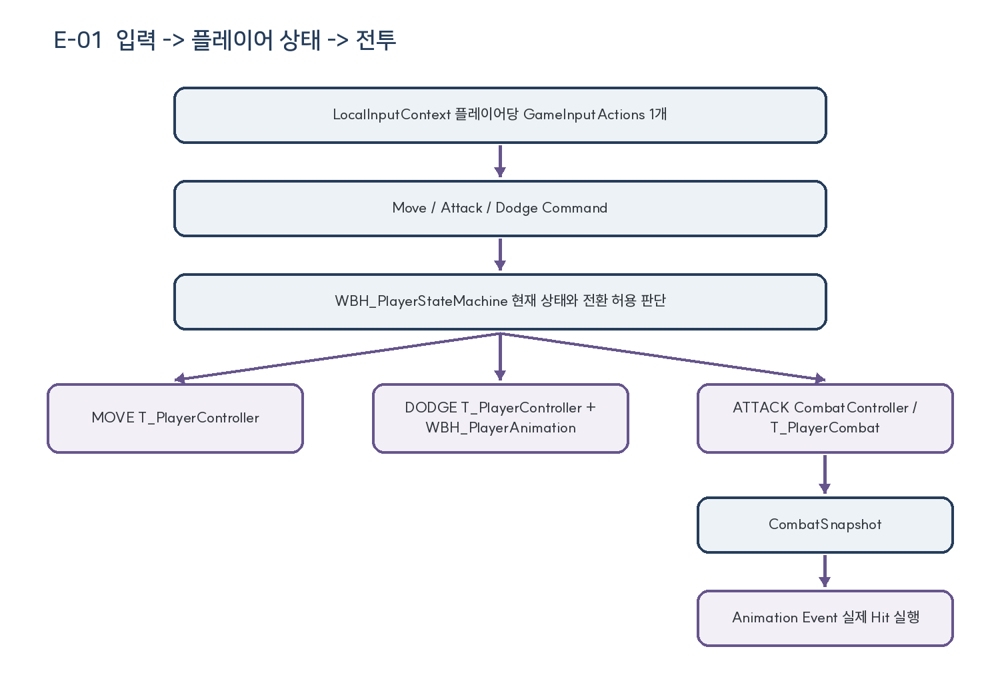 E-01 입력 -> 플레이어 상태 -> 전투
LocalInputContext 플레이어당 GameInputActions 1개
Move / Attack / Dodge Command
WBH_PlayerStateMachine 현재 상태와 전환 허용 판단
MOVE T_PlayerController
DODGE T_PlayerController +
WBH_PlayerAnimation
ATTACK CombatController /
T_PlayerCombat
CombatSnapshot
Animation Event 실제 Hit 실행